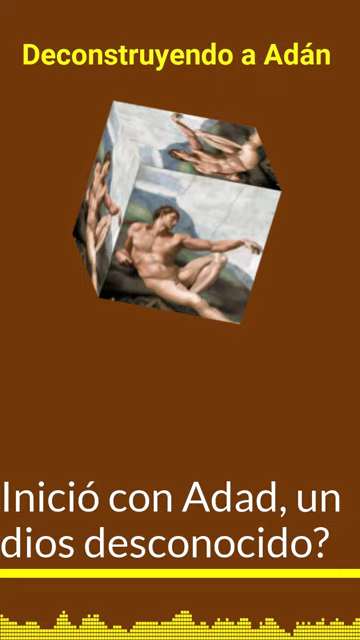 Deconstruyendo a Adán
Inició con Adad, un
dios desconocido?